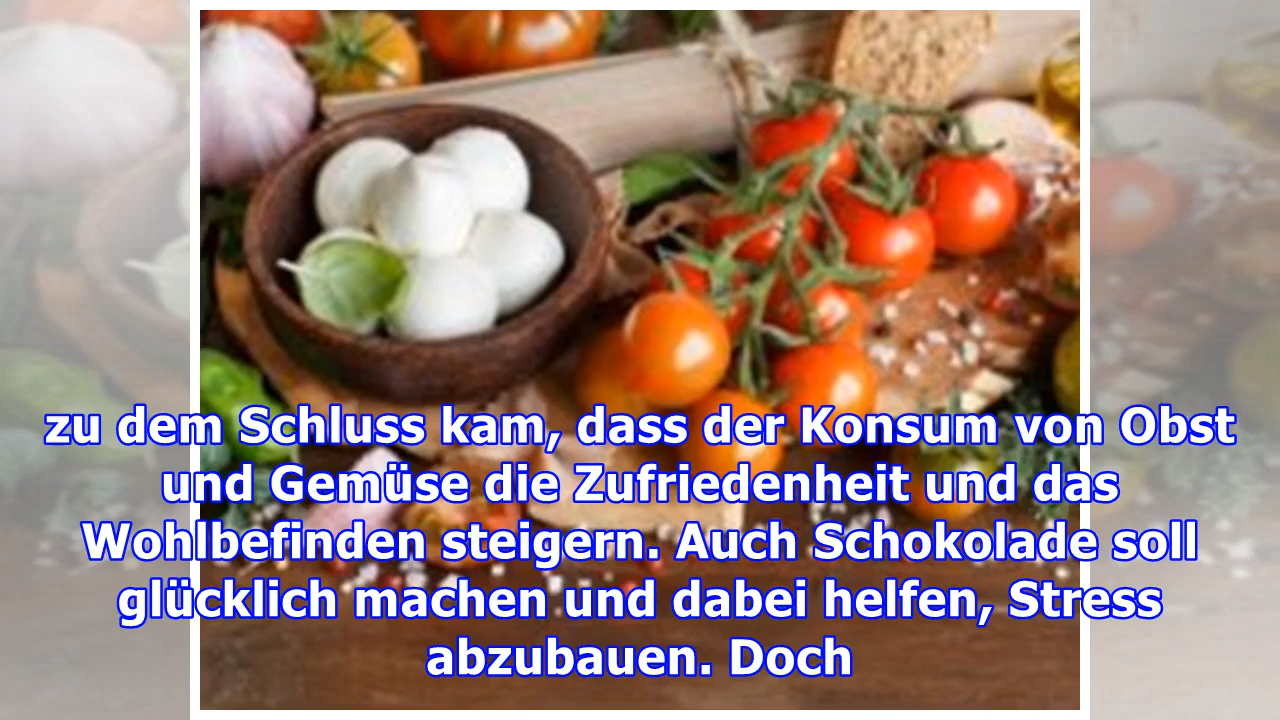 zu dem Schluss kam, dass der Konsum von Obst
und Gemüse die Zufriedenheit und das
Wohlbefinden steigern. Auch Schokolade soll
glücklich machen und dabei helfen, Stress
abzubauen. Doch